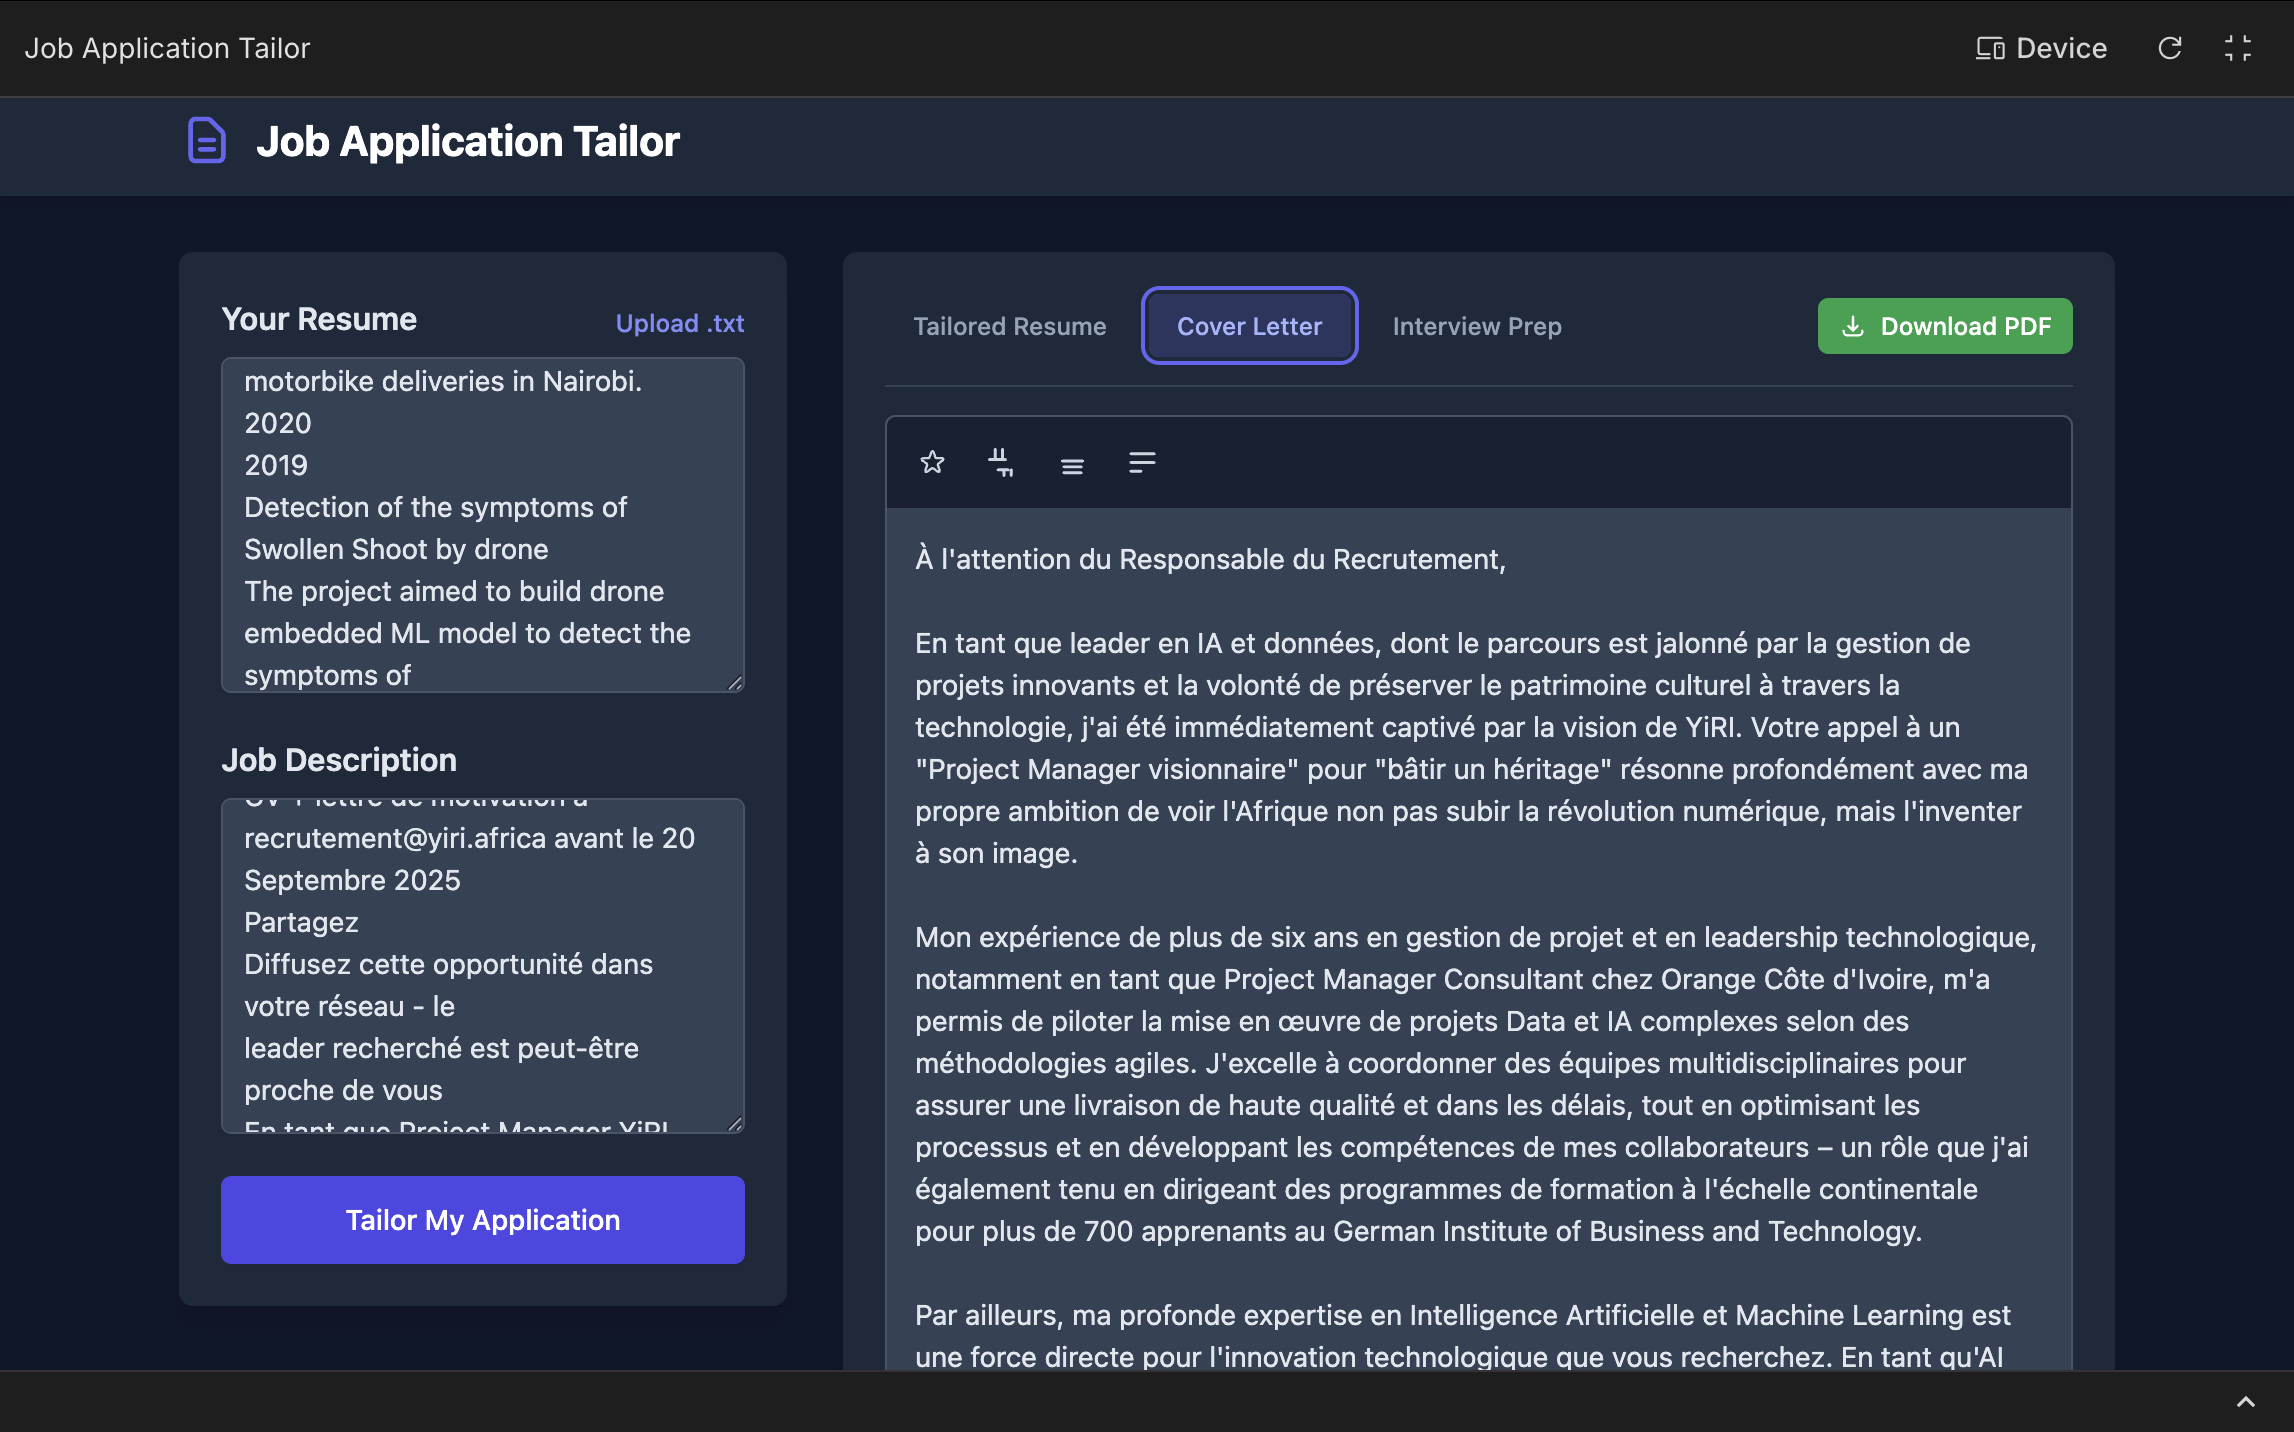 Job Application Tailor
Device
Job Application Tailor
Your Resume
Upload .txt
motorbike deliveries in Nairobi.
2020
2019
Detection of the symptoms of
Swollen Shoot by drone
The project aimed to build drone
embedded ML model to detect the
symptoms of
Job Description
CV + lettre de motivation à
recrutement@yiri.africa avant le 20
Septembre 2025
Partagez
Diffusez cette opportunité dans
votre réseau - le
leader recherché est peut-être
proche de vous
En tant que Project Manager YiRI
Tailor My Application
Tailored Resume
Cover Letter
Interview Prep
Download PDF
À l'attention du Responsable du Recrutement,
En tant que leader en IA et données, dont le parcours est jalonné par la gestion de
projets innovants et la volonté de préserver le patrimoine culturel à travers la
technologie, j'ai été immédiatement captivé par la vision de YiRI. Votre appel à un
"Project Manager visionnaire" pour "bâtir un héritage" résonne profondément avec ma
propre ambition de voir l'Afrique non pas subir la révolution numérique, mais l'inventer
à son image.
Mon expérience de plus de six ans en gestion de projet et en leadership technologique,
notamment en tant que Project Manager Consultant chez Orange Côte d'Ivoire, m'a
permis de piloter la mise en œuvre de projets Data et IA complexes selon des
méthodologies agiles. J'excelle à coordonner des équipes multidisciplinaires pour
assurer une livraison de haute qualité et dans les délais, tout en optimisant les
processus et en développant les compétences de mes collaborateurs – un rôle que j'ai
également tenu en dirigeant des programmes de formation à l'échelle continentale
pour plus de 700 apprenants au German Institute of Business and Technology.
Par ailleurs, ma profonde expertise en Intelligence Artificielle et Machine Learning est
une force directe pour l'innovation technologique que vous recherchez. En tant qu'AI